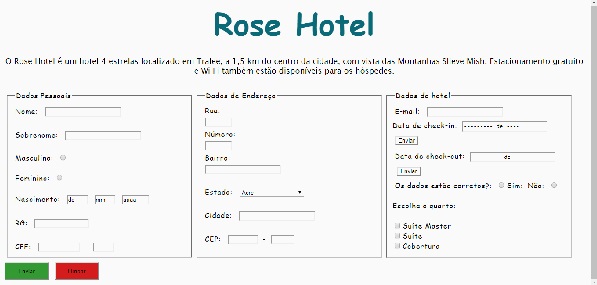 Rose Hotel
O Rose Hotel é um hotel 4 estrelas localizado em Tralee, a 1,5 km do centro da cidade, com vista das Montanhas Slieve Mish. Estacionamento gratuito
e Wi-Fi também estão disponíveis para os hóspedes.
Dados Pessoais
Nome:
Sobrenome:
Masculino:
Feminino:
Nascimento: dd mm aaaa
RG:
CPF: -
Enviar Limpar
Dados de Endereço
Rua:
Número:
Bairro
Estado: Acre
Cidade:
CEP: -
Dados do hotel
E-mail:
Data de check-in: --------- de ----
Enviar
Data de check-out: de
Enviar
Os dados estão corretos?: Sim: Não:
Escolha o quarto:
Suíte Master
Suíte
Cobertura